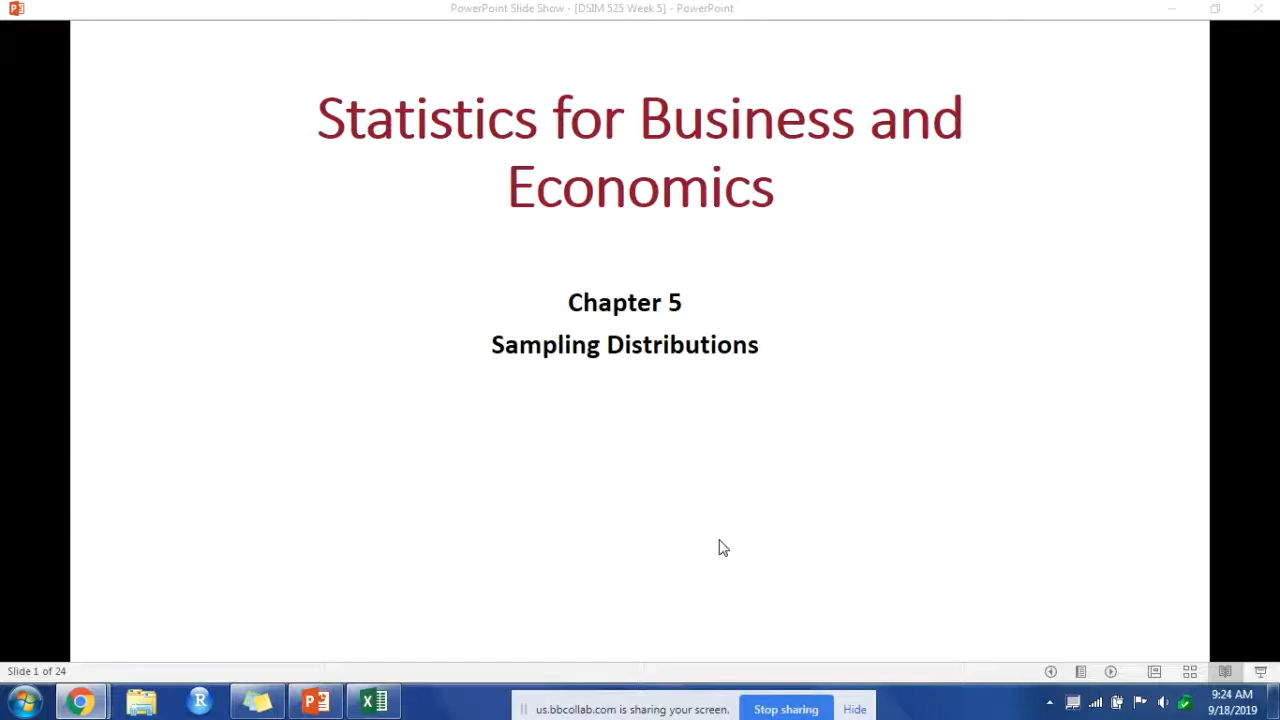 PowerPoint Slide Show - [DSIM 525 Week 5] - PowerPoint
Statistics for Business and
Economics
Chapter 5
Sampling Distributions
Slide 1 of 24
us.bbcollab.com is sharing your screen.
Stop sharing
Hide
9:24 AM
9/18/2019